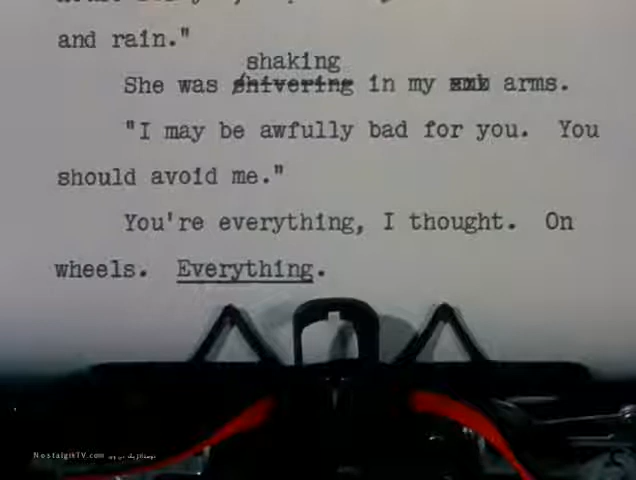 and rain."
shaking
She was shivering in my arms.
"I may be awfully bad for you. You
should avoid me."
You're everything, I thought. On
wheels. Everything.
NostalgikTV.com